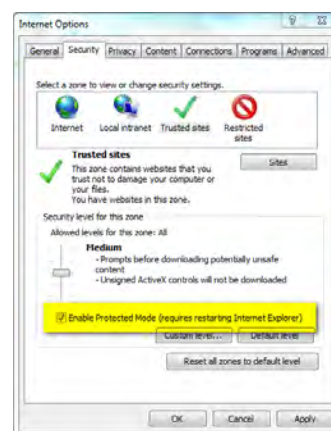 Internet Options
General Security Privacy Content Connections Programs Advanced
Select a zone to view or change security settings.
Internet Local intranet Trusted sites Restricted sites
Trusted sites
Sites
This zone contains websites that you
trust not to damage your computer or
your files.
You have websites in this zone.
Security level for this zone
Allowed levels for this zone: All
Medium
- Prompts before downloading potentially unsafe
content
- Unsigned ActiveX controls will not be downloaded
Enable Protected Mode (requires restarting Internet Explorer)
Custom level... Default level
Reset all zones to default level
OK Cancel Apply